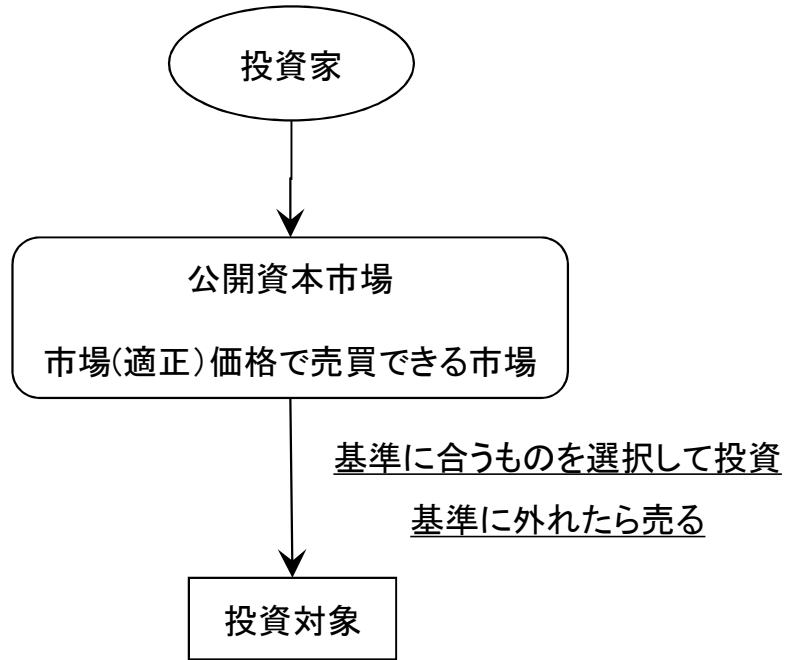 投資家
公開資本市場
市場(適正)価格で売買できる市場
基準に合うものを選択して投資
基準に外れたら売る
投資対象